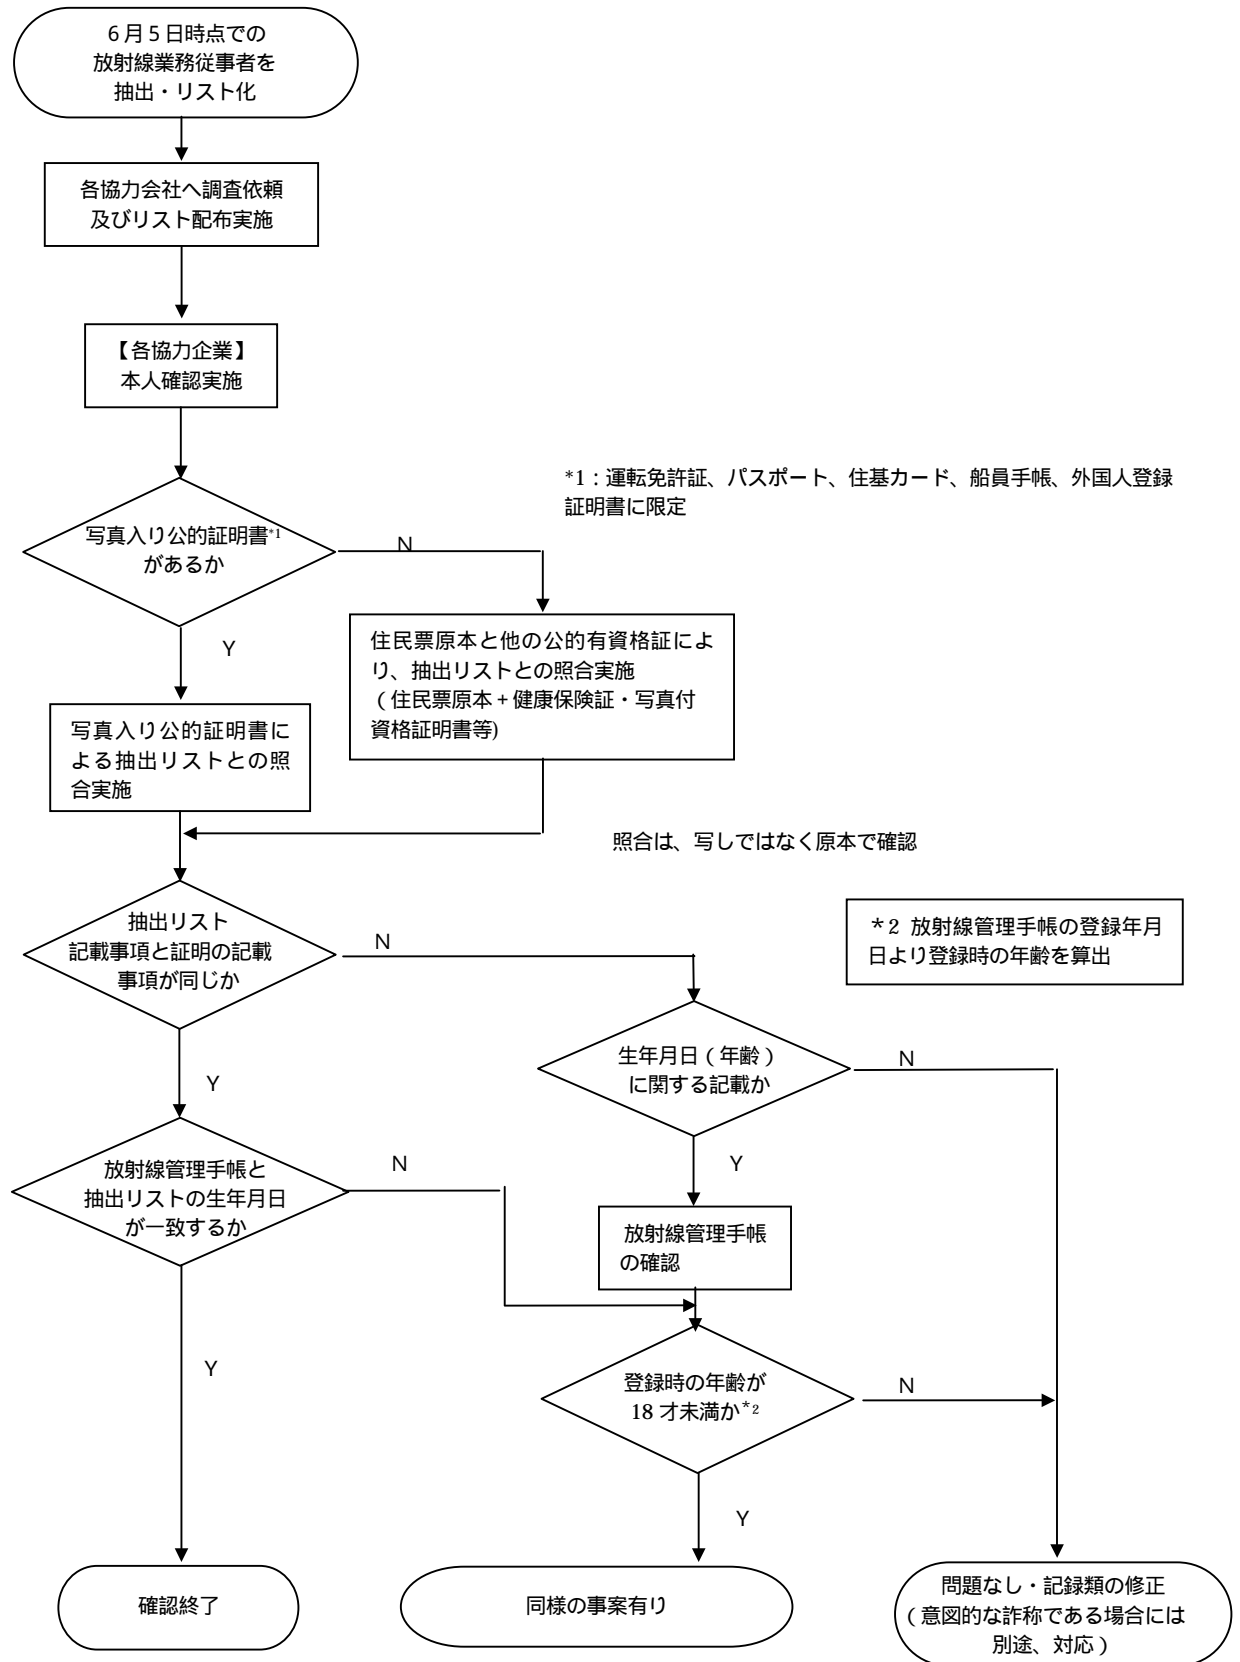 6月5日時点での
放射線業務従事者を
抽出・リスト化
各協力会社へ調査依頼
及びリスト配布実施
【各協力企業】
本人確認実施
*1：運転免許証、パスポート、住基カード、船員手帳、外国人登録
証明書に限定
写真入り公的証明書*1
があるか
N
Y
住民票原本と他の公的有資格証によ
り、抽出リストとの照合実施
（住民票原本＋健康保険証・写真付
資格証明書等)
写真入り公的証明書に
よる抽出リストとの照
合実施
照合は、写しではなく原本で確認
抽出リスト
記載事項と証明の記載
事項が同じか
N
＊2 放射線管理手帳の登録年月
日より登録時の年齢を算出
Y
生年月日（年齢）
に関する記載か
N
Y
放射線管理手帳と
抽出リストの生年月日
が一致するか
N
放射線管理手帳
の確認
Y
登録時の年齢が
18才未満か*2
N
Y
確認終了
同様の事案有り
問題なし・記録類の修正
（意図的な詐称である場合には
別途、対応）